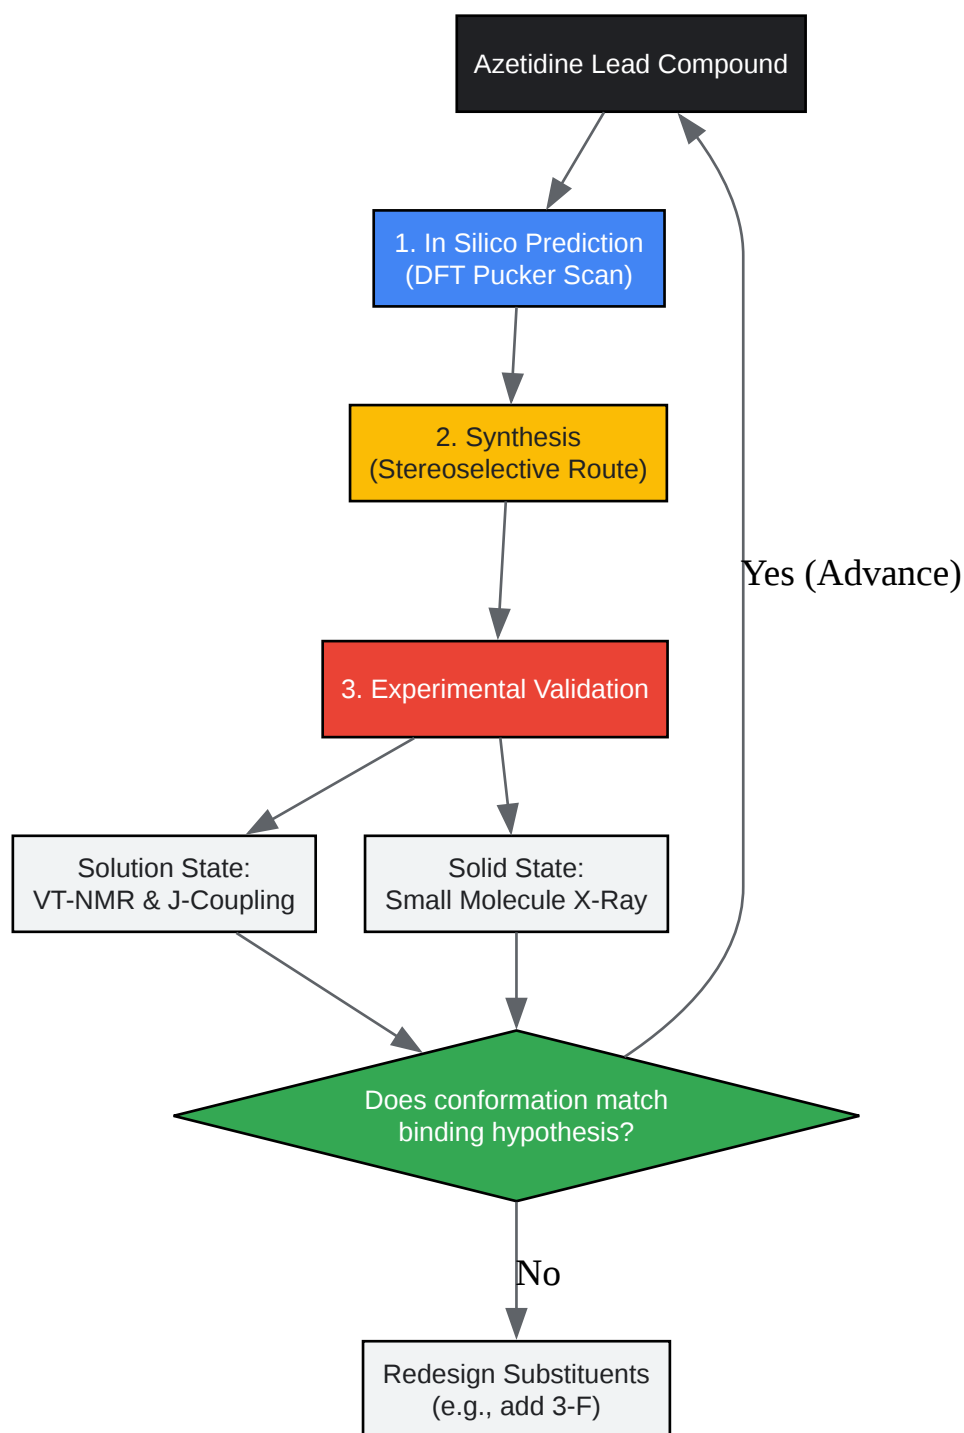 Azetidine Lead Compound
1. In Silico Prediction
(DFT Pucker Scan)
2. Synthesis
(Stereoselective Route)
Yes (Advance)
3. Experimental Validation
Solution State:
VT-NMR & J-Coupling
Solid State:
Small Molecule X-Ray
Does conformation match
binding hypothesis?
No
Redesign Substituents
(e.g., add 3-F)